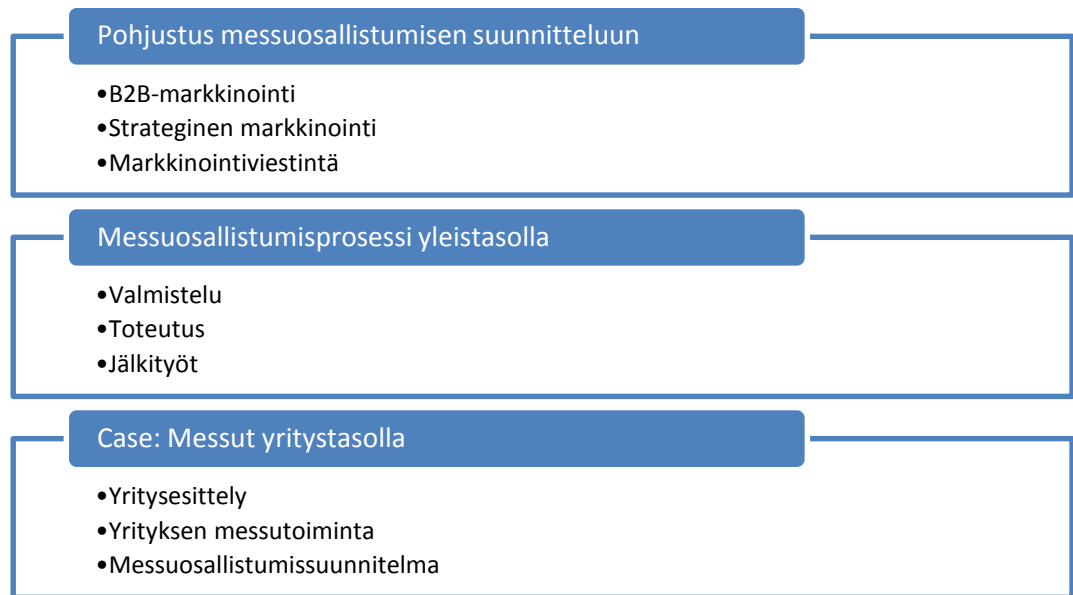 Pohjustus messuosallistumisen suunnitteluun
•B2B-markkinointi
•Strateginen markkinointi
•Markkinointiviestintä
Messuosallistumisprosessi yleistasolla
•Valmistelu
•Toteutus
•Jälkityöt
Case: Messut yritystasolla
•Yritysesittely
•Yrityksen messutoiminta
•Messuosallistumissuunnitelma